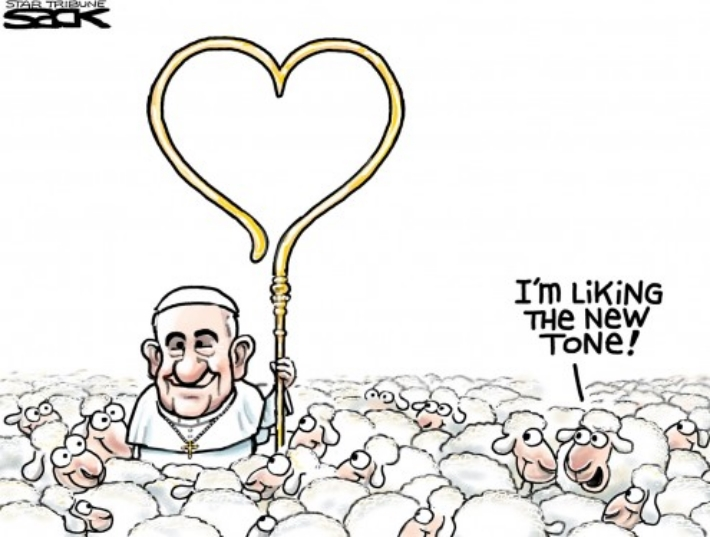 STAR TRIBUNE
SACK
I'M LIKING
THE NEW
TONE!